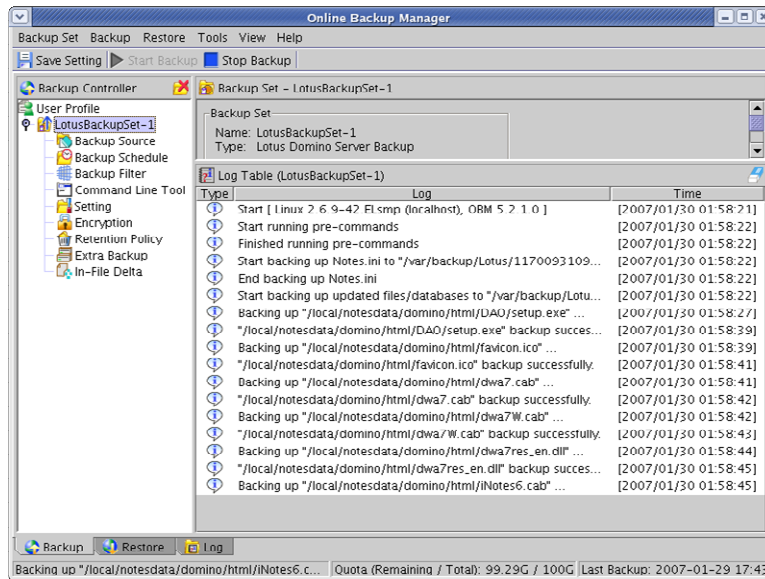 Online Backup Manager
Backup Set Backup Restore Tools View Help
Save Setting Start Backup Stop Backup
Backup Controller
Backup Set - LotusBackupSet-1
User Profile
LotusBackupSet-1
Backup Source
Backup Schedule
Backup Filter
Command Line Tool
Setting
Encryption
Retention Policy
Extra Backup
In-File Delta
Backup Set
Name: LotusBackupSet-1
Type: Lotus Domino Server Backup
Log Table (LotusBackupSet-1)
Type Log Time
Start [ Linux 2.6.9-42.ELsmp (localhost), OBM 5.2.1.0 ] [2007/01/30 01:58:21]
Start running pre-commands [2007/01/30 01:58:22]
Finished running pre-commands [2007/01/30 01:58:22]
Start backing up Notes.ini to "/var/backup/Lotus/1170093109... [2007/01/30 01:58:22]
End backing up Notes.ini [2007/01/30 01:58:22]
Start backing up updated files/databases to "/var/backup/Lotu... [2007/01/30 01:58:22]
Backing up "/local/notesdata/domino/html/DAO/setup.exe" ... [2007/01/30 01:58:27]
"/local/notesdata/domino/html/DAO/setup.exe" backup succes... [2007/01/30 01:58:39]
Backing up "/local/notesdata/domino/html/favicon.ico" ... [2007/01/30 01:58:39]
"/local/notesdata/domino/html/favicon.ico" backup successfully. [2007/01/30 01:58:41]
Backing up "/local/notesdata/domino/html/dwa7.cab" ... [2007/01/30 01:58:41]
"/local/notesdata/domino/html/dwa7.cab" backup successfully. [2007/01/30 01:58:42]
Backing up "/local/notesdata/domino/html/dwa7W.cab" ... [2007/01/30 01:58:42]
"/local/notesdata/domino/html/dwa7W.cab" backup successfully. [2007/01/30 01:58:43]
Backing up "/local/notesdata/domino/html/dwa7res_en.dll" ... [2007/01/30 01:58:44]
"/local/notesdata/domino/html/dwa7res_en.dll" backup succes... [2007/01/30 01:58:45]
Backing up "/local/notesdata/domino/html/iNotes6.cab" ... [2007/01/30 01:58:45]
Backup Restore Log
Backing up "/local/notesdata/domino/html/iNotes6.c... Quota (Remaining / Total): 99.29G / 100G Last Backup: 2007-01-29 17:43